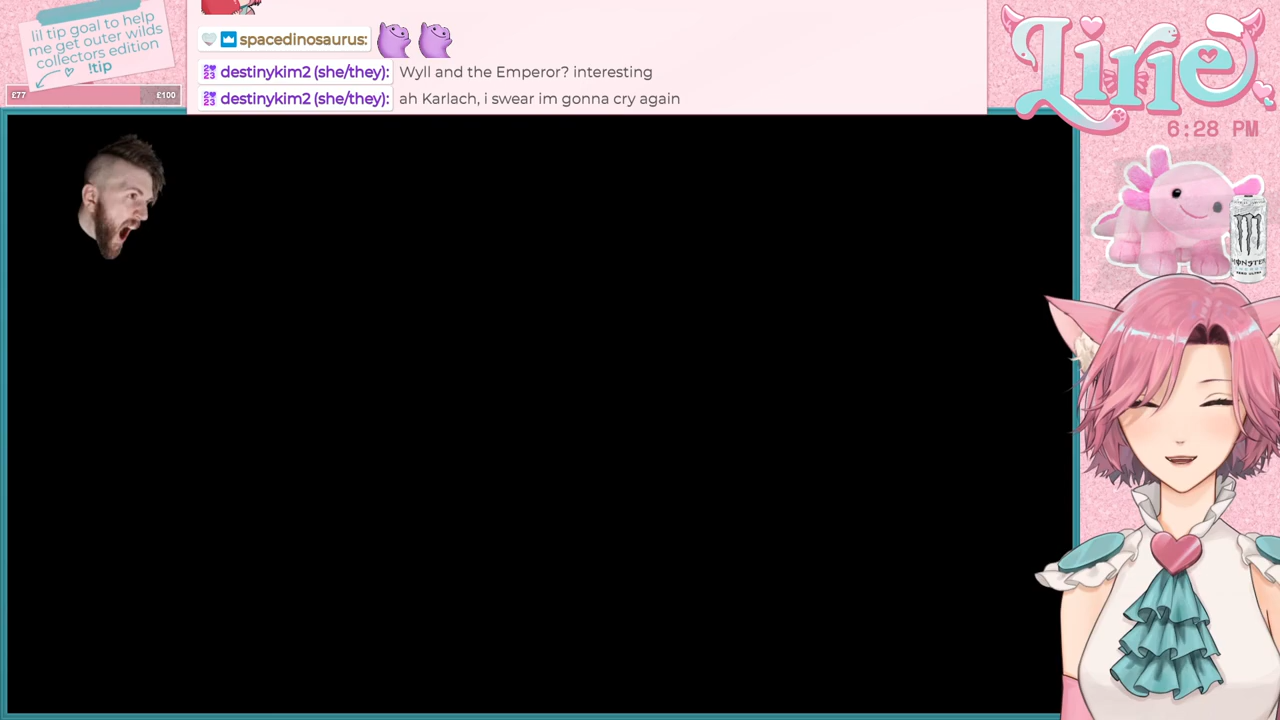 lil tip goal to help
me get outer wilds
collectors edition
!tip
£77 £100
spacedinosaurus:
destinykim2 (she/they): Wyll and the Emperor? interesting
destinykim2 (she/they): ah Karlach, i swear im gonna cry again
Lirie
6:28 PM
MONSTER